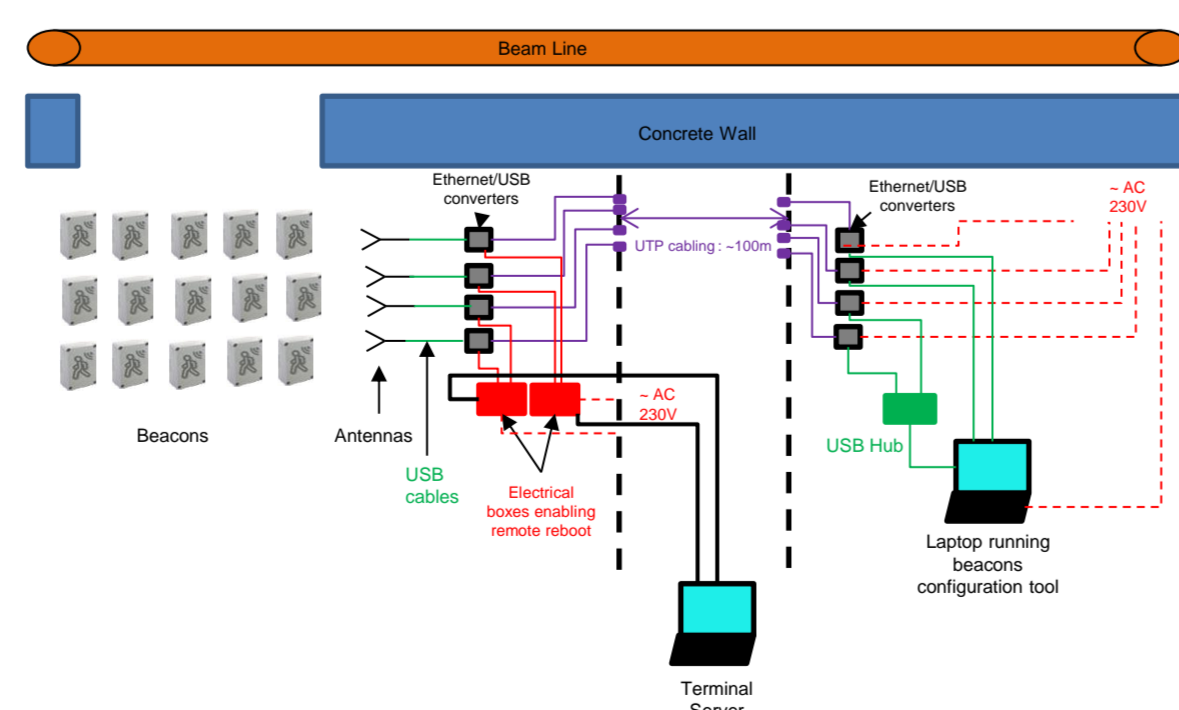 Beam Line
Concrete Wall
Ethernet/USB
converters
Ethernet/USB
converters
~ AC
230V
UTP cabling: ~100m
~ AC
230V
Beacons
Antennas
USB
cables
Electrical
boxes enabling
remote reboot
USB Hub
Laptop running
beacons
configuration tool
Terminal
Server